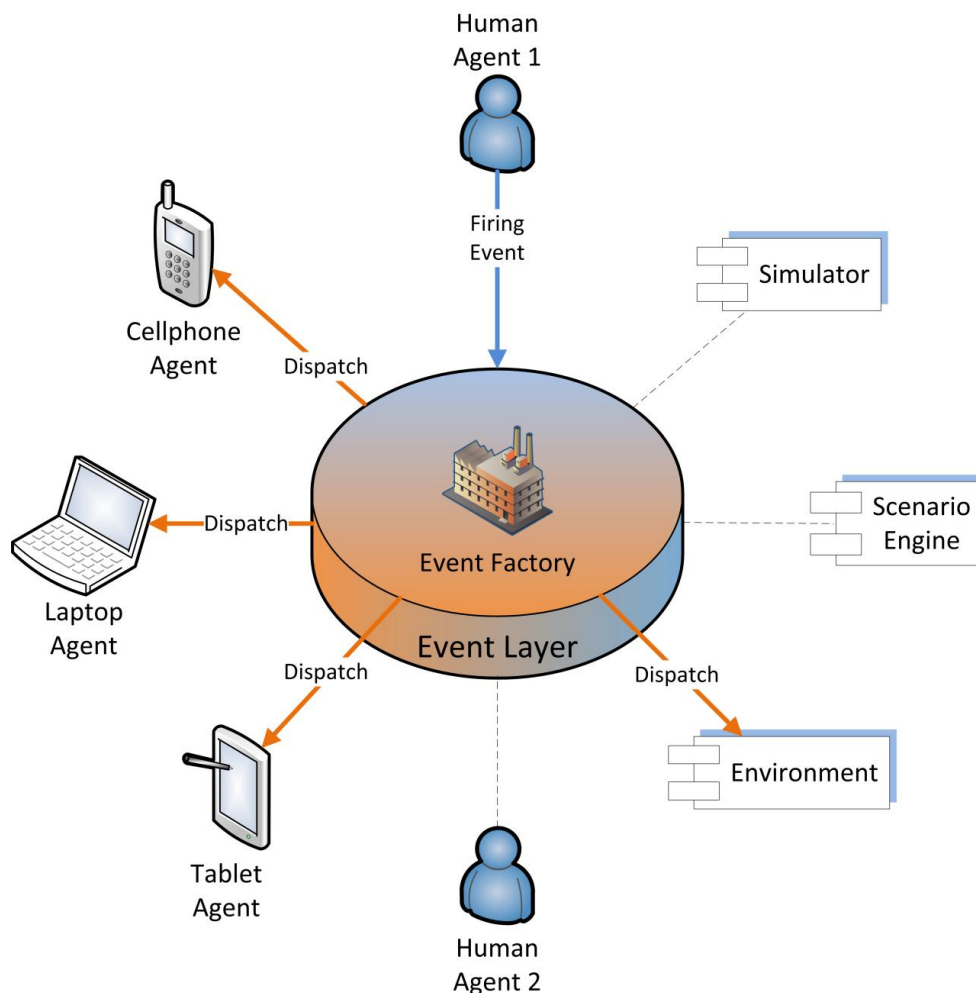 Human
Agent 1
Firing
Event
Simulator
Cellphone
Agent
Dispatch
Scenario
Engine
Dispatch
Event Factory
Laptop
Agent
Event Layer
Dispatch
Dispatch
Environment
Tablet
Agent
Human
Agent 2